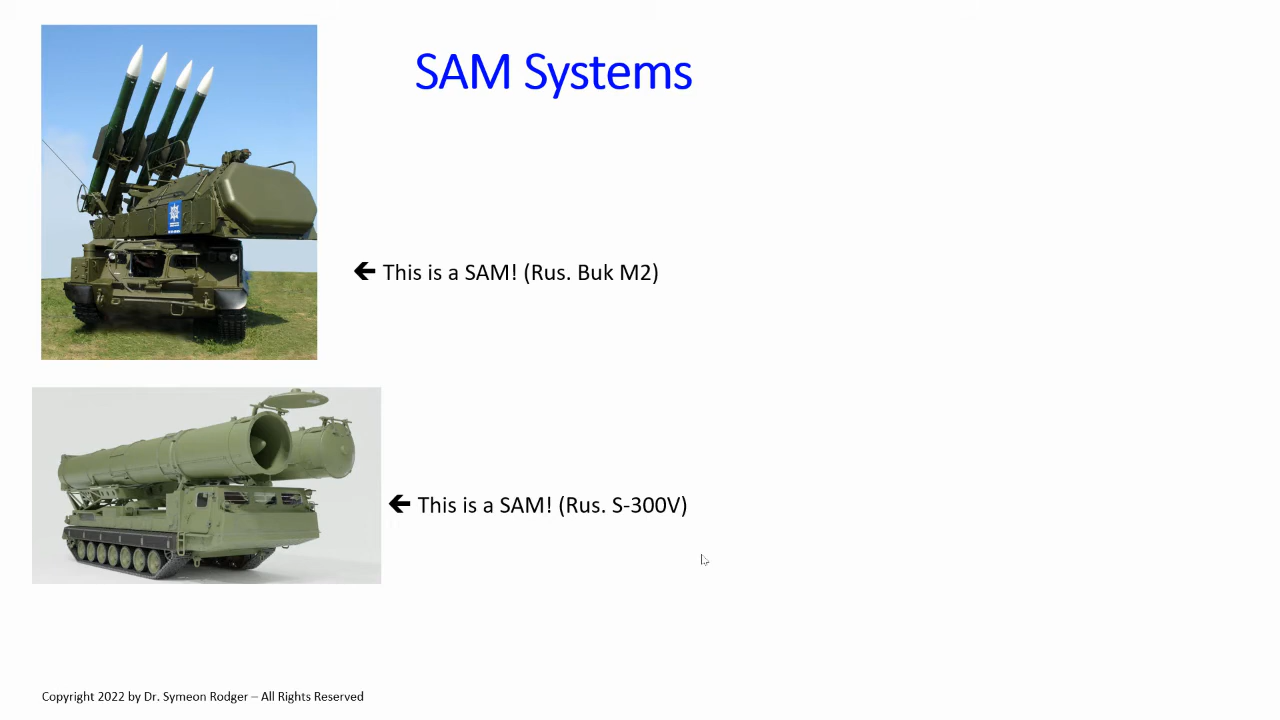 SAM Systems
🡸 This is a SAM! (Rus. Buk M2)
🡸 This is a SAM! (Rus. S-300V)
Copyright 2022 by Dr. Symeon Rodger – All Rights Reserved